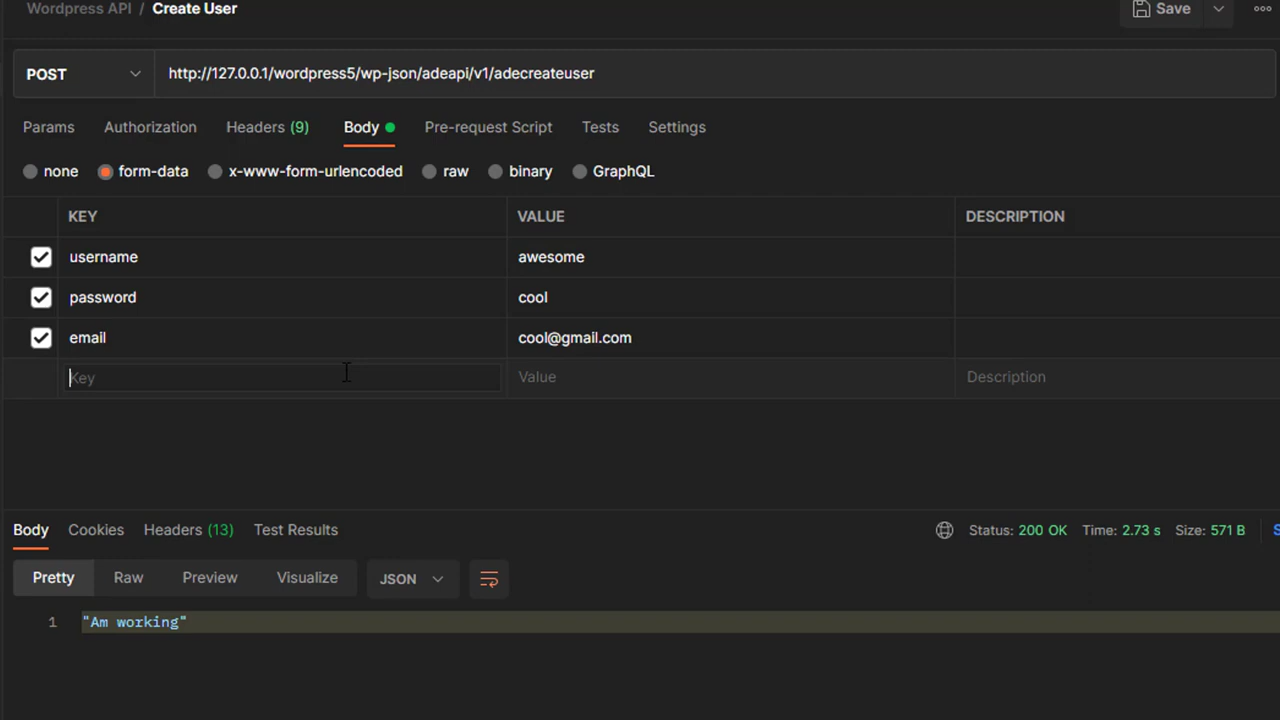 Wordpress API / Create User
Save
POST http://127.0.0.1/wordpress5/wp-json/adeapi/v1/adecreateuser
Params Authorization Headers (9) Body Pre-request Script Tests Settings
none form-data x-www-form-urlencoded raw binary GraphQL
KEY VALUE DESCRIPTION
username awesome
password cool
email cool@gmail.com
Key Value Description
Body Cookies Headers (13) Test Results Status: 200 OK Time: 2.73 s Size: 571 B
Pretty Raw Preview Visualize JSON
1 "Am working"